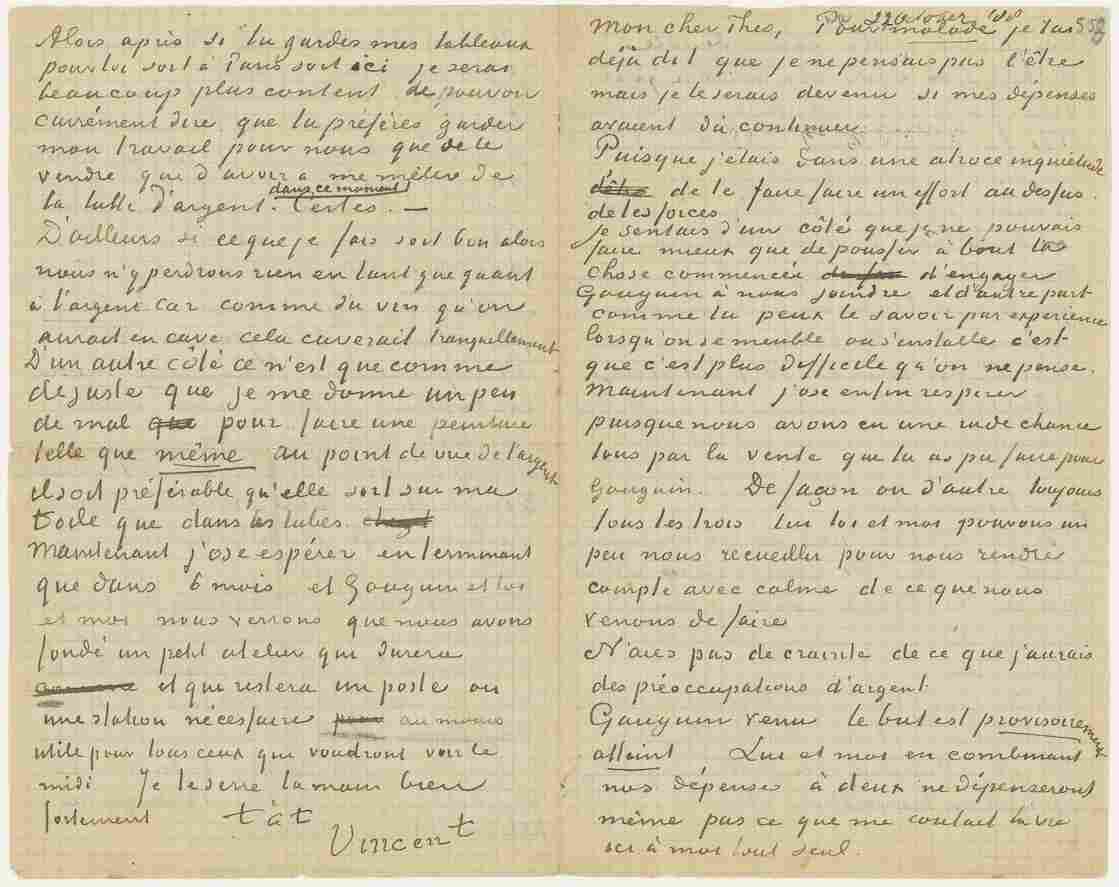 Mon cher Theo, Pour malade je t'ai 552
22 October '88
déjà dit que je ne pensais pas l'être
mais je le serais devenu si mes dépenses
avaient dû continuer.
Puisque j'étais dans une atroce inquiétude
de te faire faire un effort au dessus
de tes forces
je sentais d'un côté que je ne pouvais
faire mieux que de pousser à bout la
chose commencée d'engager
Gauguin à nous joindre et d'autre part
comme tu peux le savoir par expérience
lorsqu'on se meuble ou s'installe c'est
que c'est plus difficile qu'on ne pense.
Maintenant j'ose enfin respirer
puisque nous avons eu une rude chance
tous par la vente que tu as pu faire pour
Gauguin. De façon ou d'autre toujours
tous les trois lui toi et moi pouvons un
peu nous recueillir pour nous rendre
compte avec calme de ce que nous
venons de faire
N'aies pas de crainte de ce que j'aurais
des préoccupations d'argent.
Gauguin venu le but est provisoirement
atteint Lui et moi en combinant
nos dépenses à deux ne dépenserons
même pas ce que me coutait la vie
ici à moi tout seul.
Alors après si tu gardes mes tableaux
pour toi soit à Paris soit ici je serai
beaucoup plus content de pouvoir
carrément dire que tu préfères garder
mon travail pour nous que de le
vendre que d'avoir à me mêler de
dans ce moment
la lutte d'argent. Certes. —
D'ailleurs si ce que je fais soit bon alors
nous n'y perdrons rien en tant que quant
à l'argent car comme du vin qu'on
aurait en cave cela cuverait tranquillement
D'un autre côté ce n'est que comme
de juste que je me donne un peu
de mal que pour faire une peinture
telle que même au point de vue de l'argent
il soit préférable qu'elle soit sur ma
toile que dans les tubes
Maintenant j'ose espérer en terminant
que dans 6 mois et Gauguin et toi
et moi nous verrons que nous avons
fondé un petit atelier qui durera
et qui restera un poste ou
une station nécessaire pour au moins
utile pour tous ceux qui voudront voir le
midi Je te serre la main bien
fortement t à t
Vincent